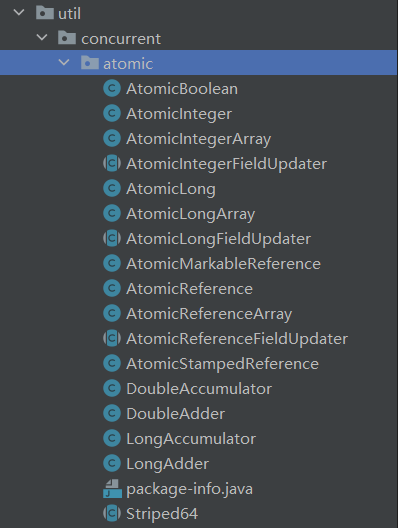 util
concurrent
atomic
AtomicBoolean
AtomicInteger
AtomicIntegerArray
AtomicIntegerFieldUpdater
AtomicLong
AtomicLongArray
AtomicLongFieldUpdater
AtomicMarkableReference
AtomicReference
AtomicReferenceArray
AtomicReferenceFieldUpdater
AtomicStampedReference
DoubleAccumulator
DoubleAdder
LongAccumulator
LongAdder
package-info.java
Striped64